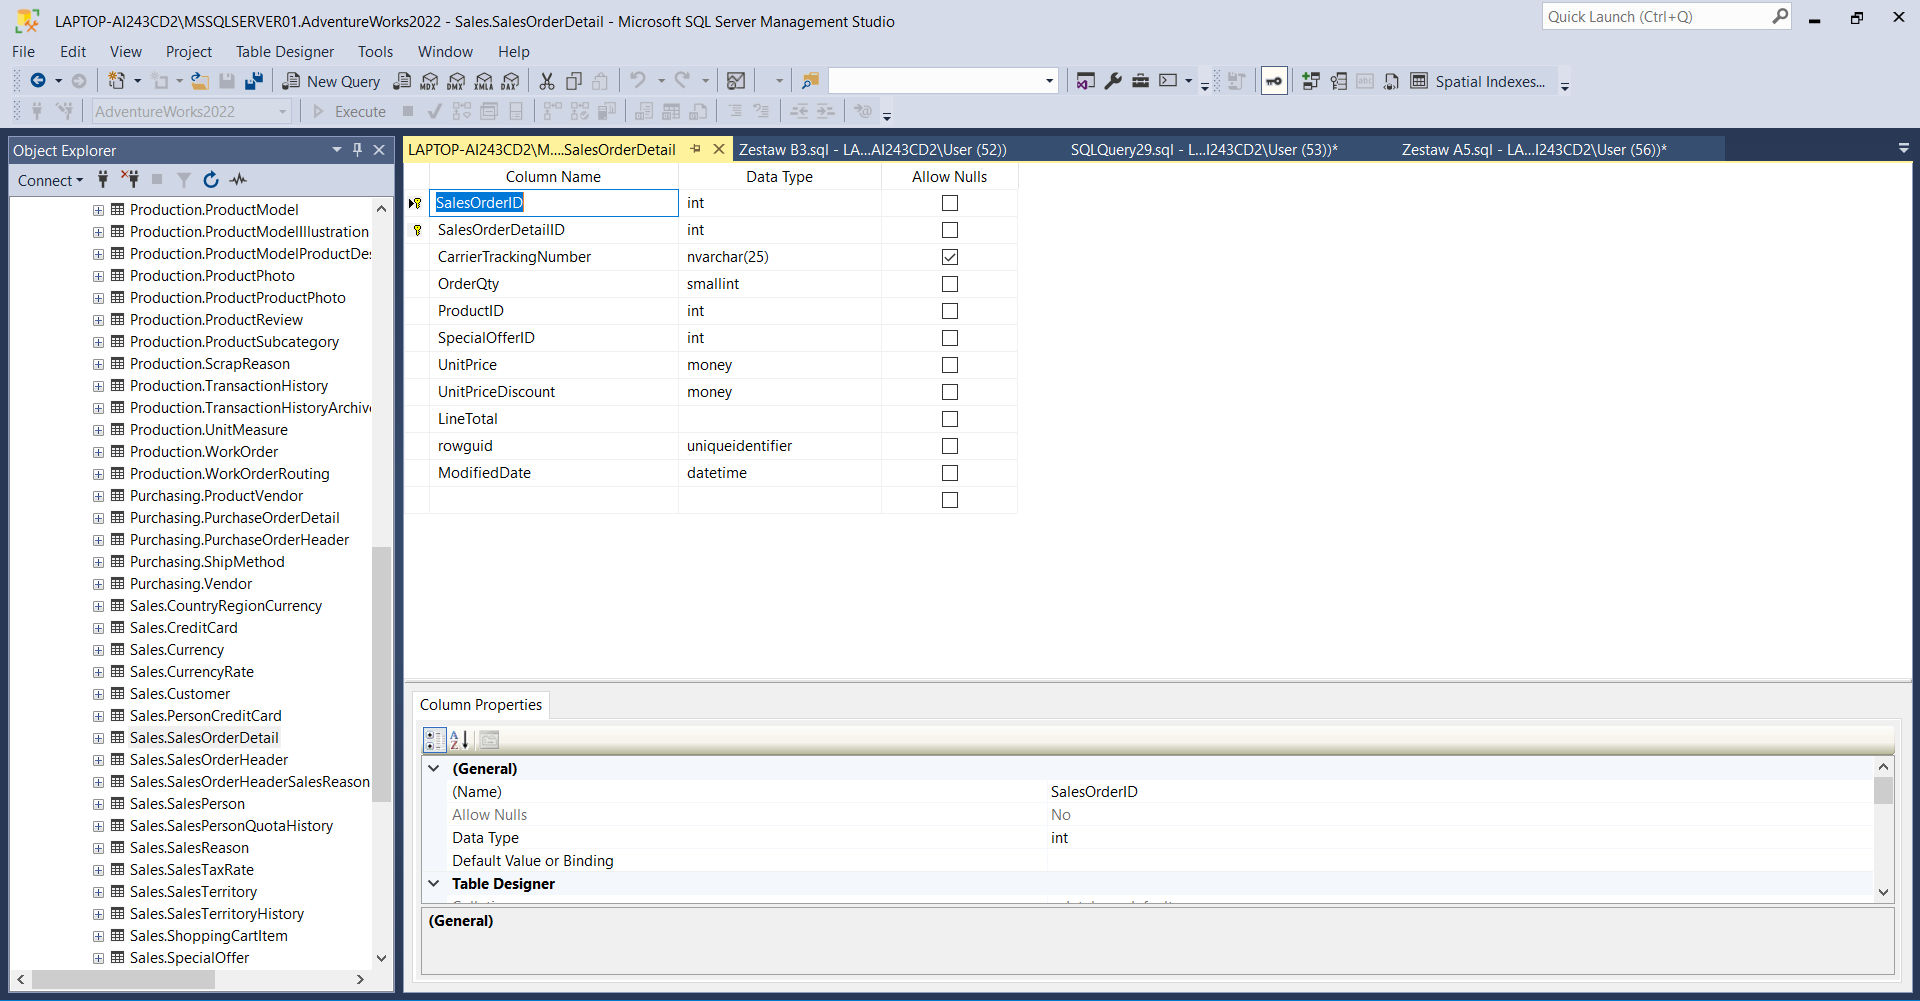 LAPTOP-AI243CD2\MSSQLSERVER01.AdventureWorks2022 - Sales.SalesOrderDetail - Microsoft SQL Server Management Studio
Quick Launch (Ctrl+Q)
File Edit View Project Table Designer Tools Window Help
New Query MDX DMX XMLA DAX Spatial Indexes...
AdventureWorks2022 Execute
Object Explorer
Connect
Production.ProductModel
Production.ProductModelIllustration
Production.ProductModelProductDes
Production.ProductPhoto
Production.ProductProductPhoto
Production.ProductReview
Production.ProductSubcategory
Production.ScrapReason
Production.TransactionHistory
Production.TransactionHistoryArchive
Production.UnitMeasure
Production.WorkOrder
Production.WorkOrderRouting
Purchasing.ProductVendor
Purchasing.PurchaseOrderDetail
Purchasing.PurchaseOrderHeader
Purchasing.ShipMethod
Purchasing.Vendor
Sales.CountryRegionCurrency
Sales.CreditCard
Sales.Currency
Sales.CurrencyRate
Sales.Customer
Sales.PersonCreditCard
Sales.SalesOrderDetail
Sales.SalesOrderHeader
Sales.SalesOrderHeaderSalesReason
Sales.SalesPerson
Sales.SalesPersonQuotaHistory
Sales.SalesReason
Sales.SalesTaxRate
Sales.SalesTerritory
Sales.SalesTerritoryHistory
Sales.ShoppingCartItem
Sales.SpecialOffer
LAPTOP-AI243CD2\M....SalesOrderDetail Zestaw B3.sql - LA...AI243CD2\User (52)) SQLQuery29.sql - L...I243CD2\User (53))* Zestaw A5.sql - LA...I243CD2\User (56))*
Column Name Data Type Allow Nulls
SalesOrderID int
SalesOrderDetailID int
CarrierTrackingNumber nvarchar(25)
OrderQty smallint
ProductID int
SpecialOfferID int
UnitPrice money
UnitPriceDiscount money
LineTotal
rowguid uniqueidentifier
ModifiedDate datetime
Column Properties
(General)
(Name) SalesOrderID
Allow Nulls No
Data Type int
Default Value or Binding
Table Designer
(General)